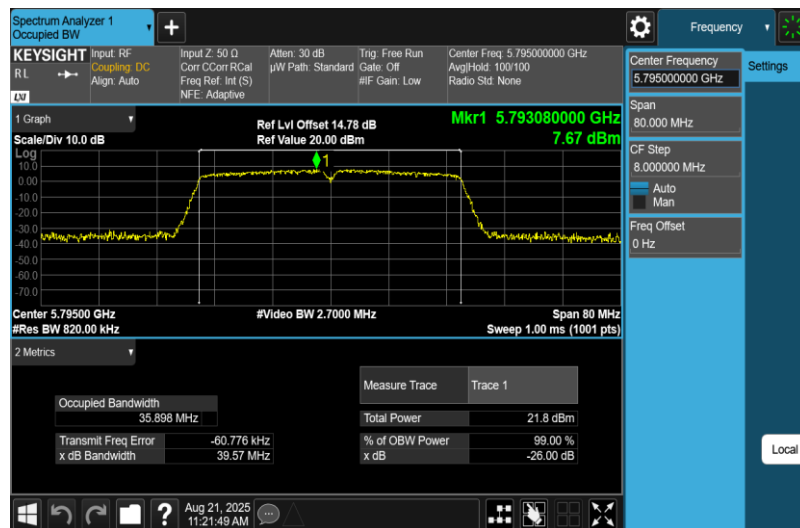 Spectrum Analyzer 1
Occupied BW
+
Frequency
KEYSIGHT
RL
LXI
Input: RF
Coupling: DC
Align: Auto
Input Z: 50 Ω
Corr CCorr RCal
Freq Ref: Int (S)
NFE: Adaptive
Atten: 30 dB
µW Path: Standard
Trig: Free Run
Gate: Off
#IF Gain: Low
Center Freq: 5.795000000 GHz
Avg|Hold: 100/100
Radio Std: None
Center Frequency
5.795000000 GHz
Settings
Span
80.000 MHz
CF Step
8.000000 MHz
Auto
Man
Freq Offset
0 Hz
Local
1 Graph
Scale/Div 10.0 dB
Ref Lvl Offset 14.78 dB
Ref Value 20.00 dBm
Mkr1 5.793080000 GHz
7.67 dBm
Log
10.0
0.00
-10.0
-20.0
-30.0
-40.0
-50.0
-60.0
-70.0
1
Center 5.79500 GHz
#Video BW 2.7000 MHz
Span 80 MHz
#Res BW 820.00 kHz
Sweep 1.00 ms (1001 pts)
2 Metrics
Measure Trace Trace 1
Occupied Bandwidth
35.898 MHz
Total Power 21.8 dBm
Transmit Freq Error -60.776 kHz
% of OBW Power 99.00 %
x dB Bandwidth 39.57 MHz
x dB -26.00 dB
?
Aug 21, 2025
11:21:49 AM